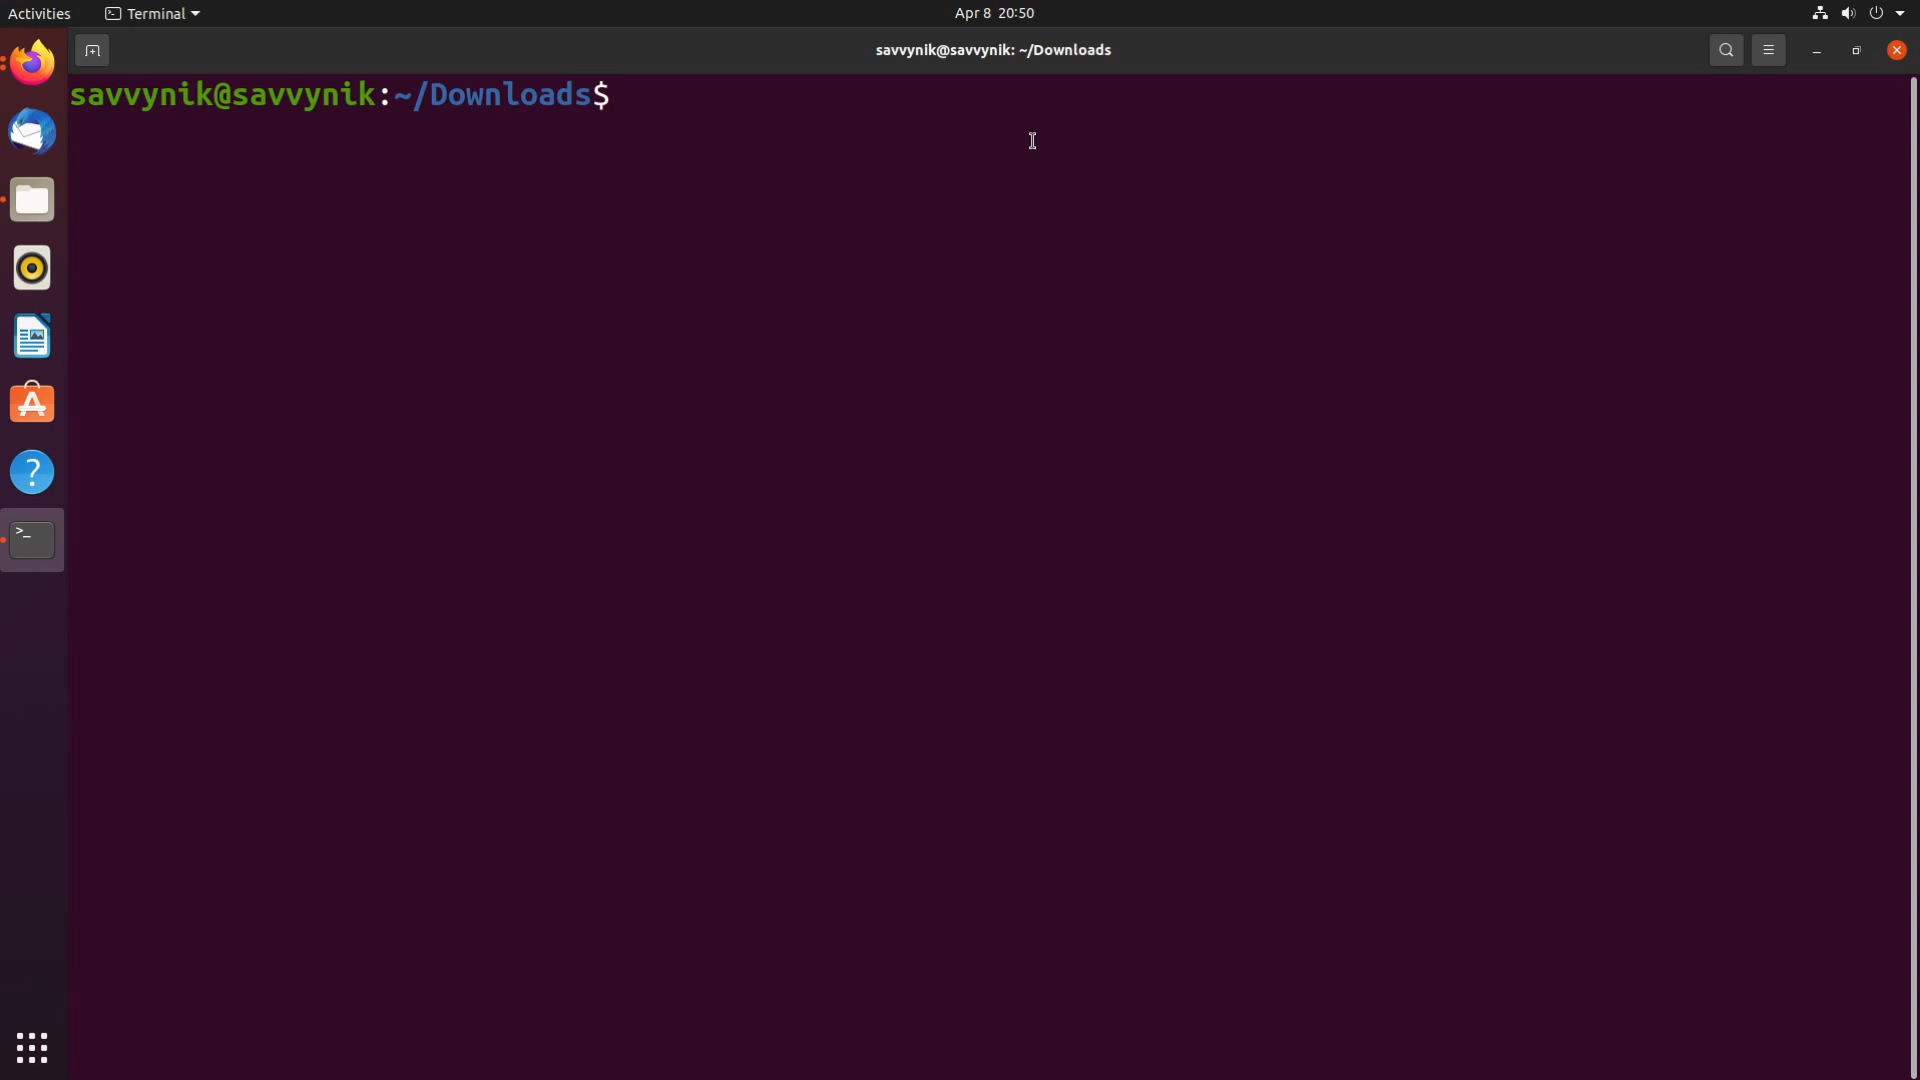 Activities
Terminal
Apr 8 20:50
savvynik@savvynik: ~/Downloads
savvynik@savvynik:~/Downloads$